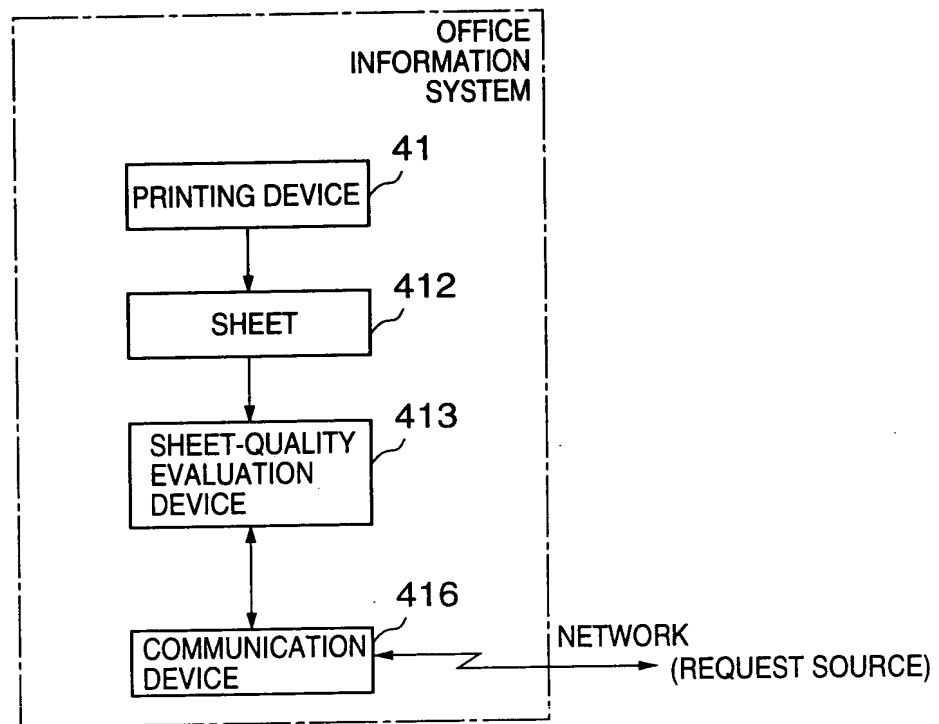 OFFICE
INFORMATION
SYSTEM
41
PRINTING DEVICE
412
SHEET
413
SHEET-QUALITY
EVALUATION
DEVICE
416
COMMUNICATION
DEVICE
NETWORK
(REQUEST SOURCE)